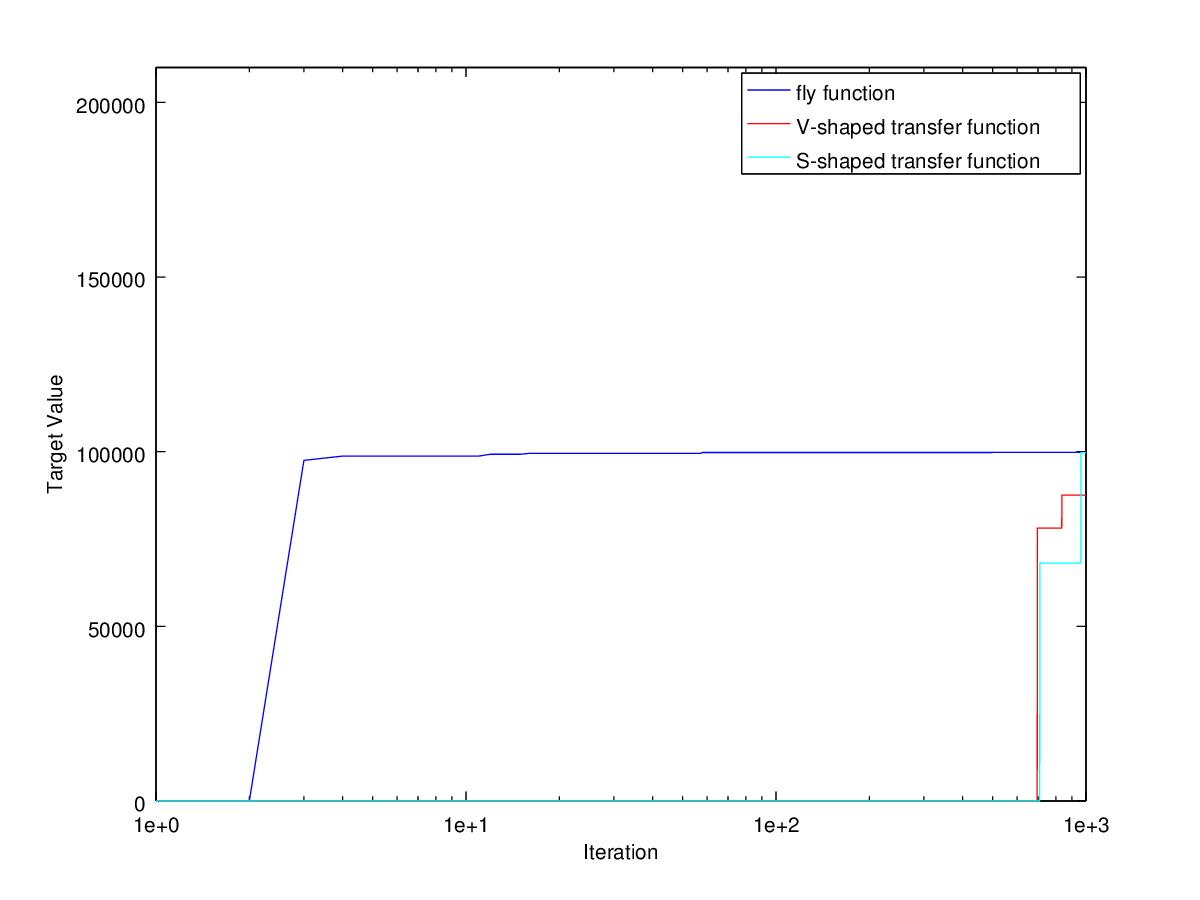 200000
150000
100000
50000
0
Target Value
fly function
V-shaped transfer function
S-shaped transfer function
1e+0 1e+1 1e+2 1e+3
Iteration